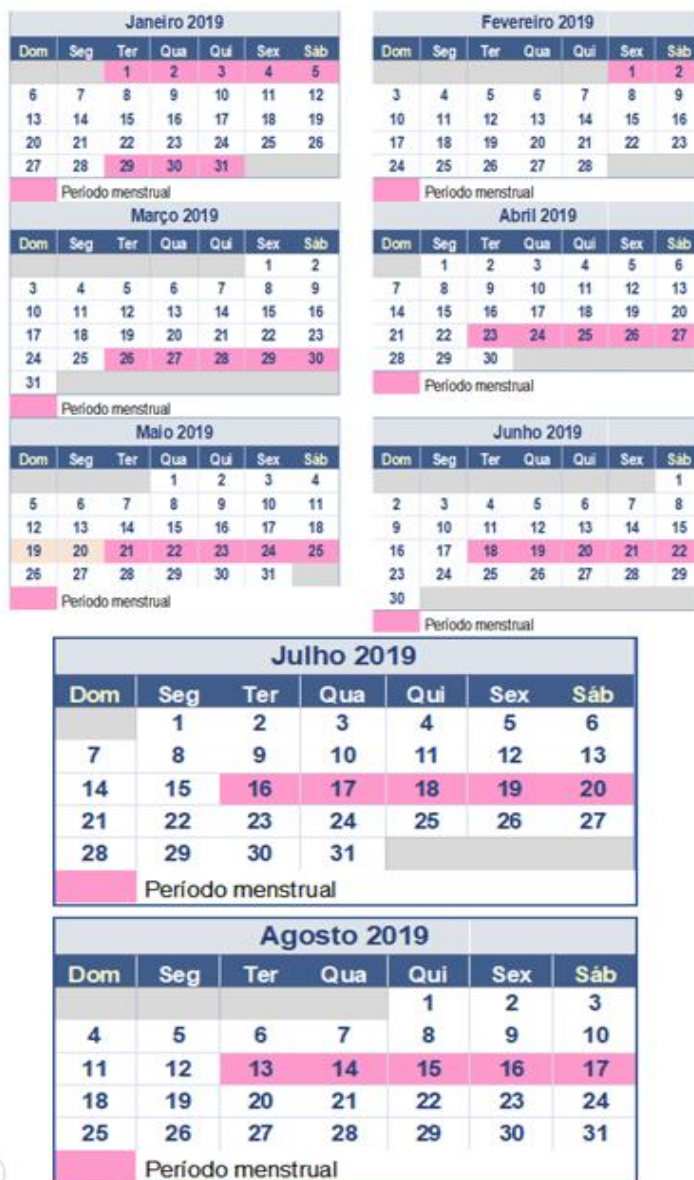 Janeiro 2019
Dom Seg Ter Qua Qui Sex Sáb
1 2 3 4 5
6 7 8 9 10 11 12
13 14 15 16 17 18 19
20 21 22 23 24 25 26
27 28 29 30 31
Período menstrual
Fevereiro 2019
Dom Seg Ter Qua Qui Sex Sáb
1 2
3 4 5 6 7 8 9
10 11 12 13 14 15 16
17 18 19 20 21 22 23
24 25 26 27 28
Período menstrual
Março 2019
Dom Seg Ter Qua Qui Sex Sáb
1 2
3 4 5 6 7 8 9
10 11 12 13 14 15 16
17 18 19 20 21 22 23
24 25 26 27 28 29 30
31
Período menstrual
Abril 2019
Dom Seg Ter Qua Qui Sex Sáb
1 2 3 4 5 6
7 8 9 10 11 12 13
14 15 16 17 18 19 20
21 22 23 24 25 26 27
28 29 30
Período menstrual
Maio 2019
Dom Seg Ter Qua Qui Sex Sáb
1 2 3 4
5 6 7 8 9 10 11
12 13 14 15 16 17 18
19 20 21 22 23 24 25
26 27 28 29 30 31
Período menstrual
Junho 2019
Dom Seg Ter Qua Qui Sex Sáb
1
2 3 4 5 6 7 8
9 10 11 12 13 14 15
16 17 18 19 20 21 22
23 24 25 26 27 28 29
30
Período menstrual
Julho 2019
Dom Seg Ter Qua Qui Sex Sáb
1 2 3 4 5 6
7 8 9 10 11 12 13
14 15 16 17 18 19 20
21 22 23 24 25 26 27
28 29 30 31
Período menstrual
Agosto 2019
Dom Seg Ter Qua Qui Sex Sáb
1 2 3
4 5 6 7 8 9 10
11 12 13 14 15 16 17
18 19 20 21 22 23 24
25 26 27 28 29 30 31
Período menstrual